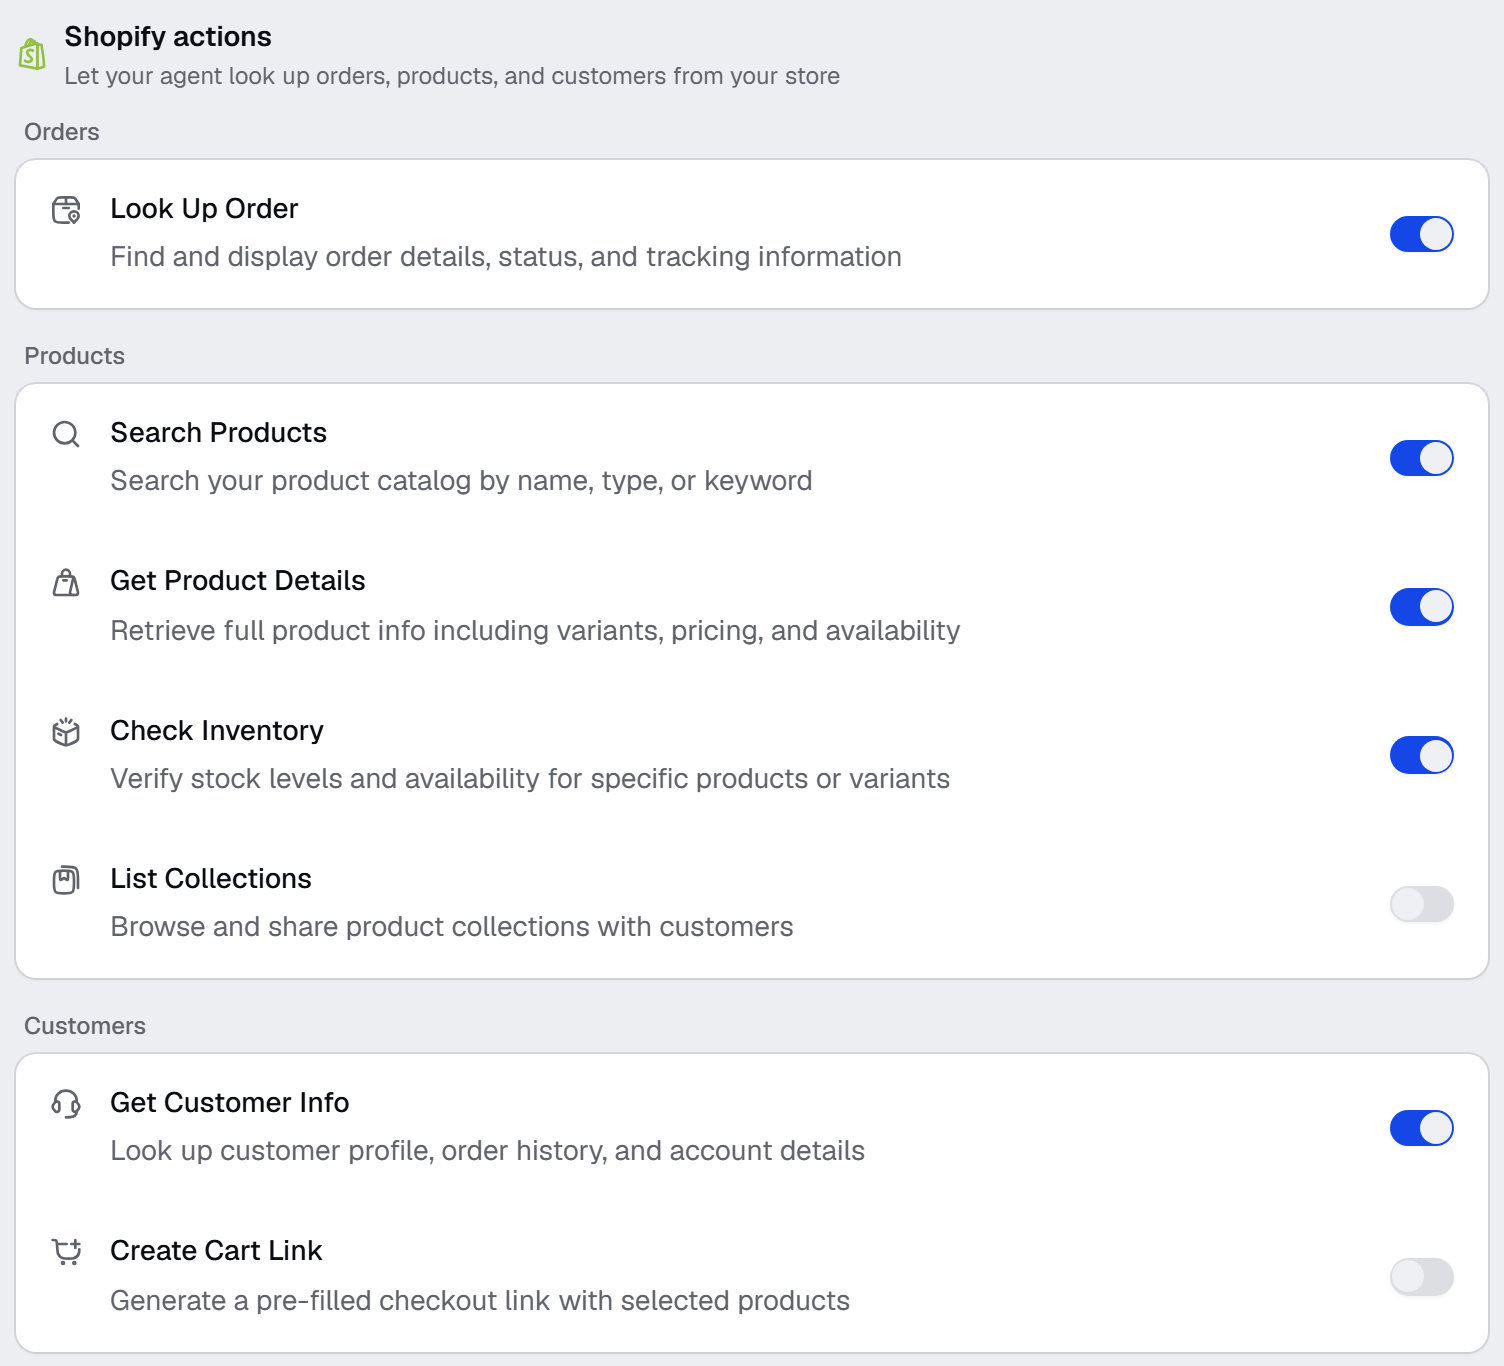 Shopify actions
Let your agent look up orders, products, and customers from your store
Orders
Look Up Order
Find and display order details, status, and tracking information
Products
Search Products
Search your product catalog by name, type, or keyword
Get Product Details
Retrieve full product info including variants, pricing, and availability
Check Inventory
Verify stock levels and availability for specific products or variants
List Collections
Browse and share product collections with customers
Customers
Get Customer Info
Look up customer profile, order history, and account details
Create Cart Link
Generate a pre-filled checkout link with selected products